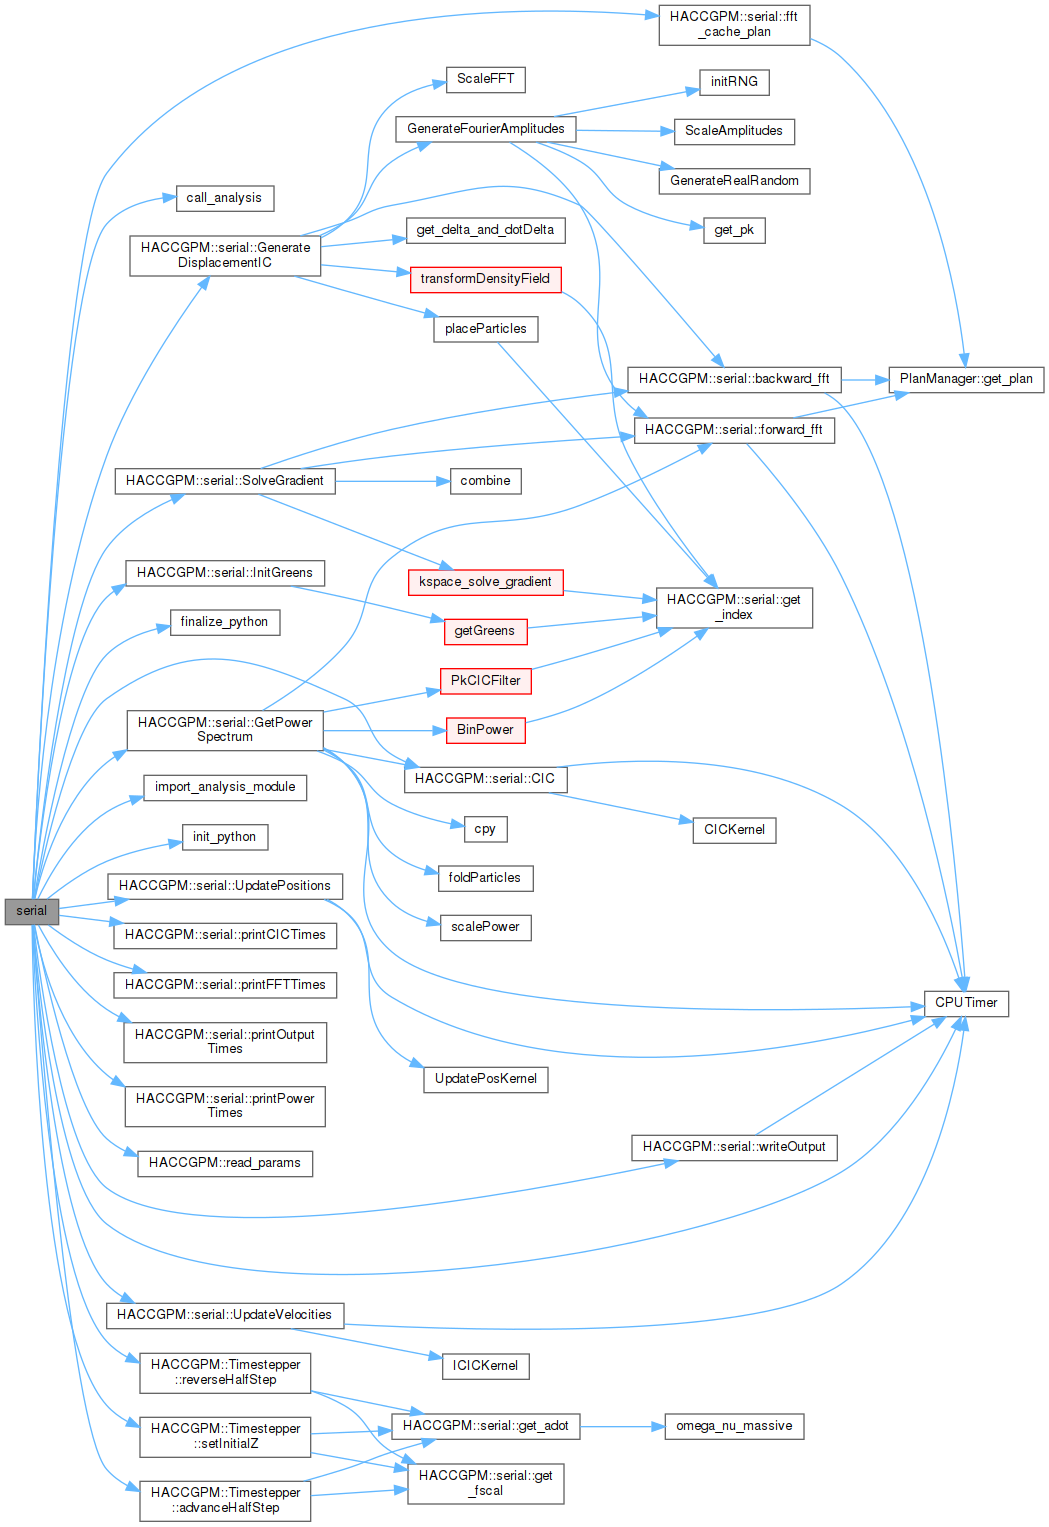 HACCGPM::serial::fft
_cache_plan
ScaleFFT
initRNG
GenerateFourierAmplitudes
ScaleAmplitudes
GenerateRealRandom
call_analysis
get_delta_and_dotDelta
get_pk
HACCGPM::serial::Generate
DisplacementIC
transformDensityField
placeParticles
HACCGPM::serial::backward_fft
PlanManager::get_plan
HACCGPM::serial::forward_fft
HACCGPM::serial::SolveGradient
combine
HACCGPM::serial::InitGreens
kspace_solve_gradient
HACCGPM::serial::get
_index
finalize_python
getGreens
PkCICFilter
HACCGPM::serial::GetPower
Spectrum
BinPower
HACCGPM::serial::CIC
import_analysis_module
init_python
cpy
CICKernel
HACCGPM::serial::UpdatePositions
foldParticles
serial
HACCGPM::serial::printCICTimes
scalePower
HACCGPM::serial::printFFTTimes
CPUTimer
HACCGPM::serial::printOutput
Times
UpdatePosKernel
HACCGPM::serial::printPower
Times
HACCGPM::read_params
HACCGPM::serial::writeOutput
HACCGPM::serial::UpdateVelocities
ICICKernel
HACCGPM::Timestepper
::reverseHalfStep
HACCGPM::Timestepper
::setInitialZ
HACCGPM::serial::get_adot
omega_nu_massive
HACCGPM::serial::get
_fscal
HACCGPM::Timestepper
::advanceHalfStep